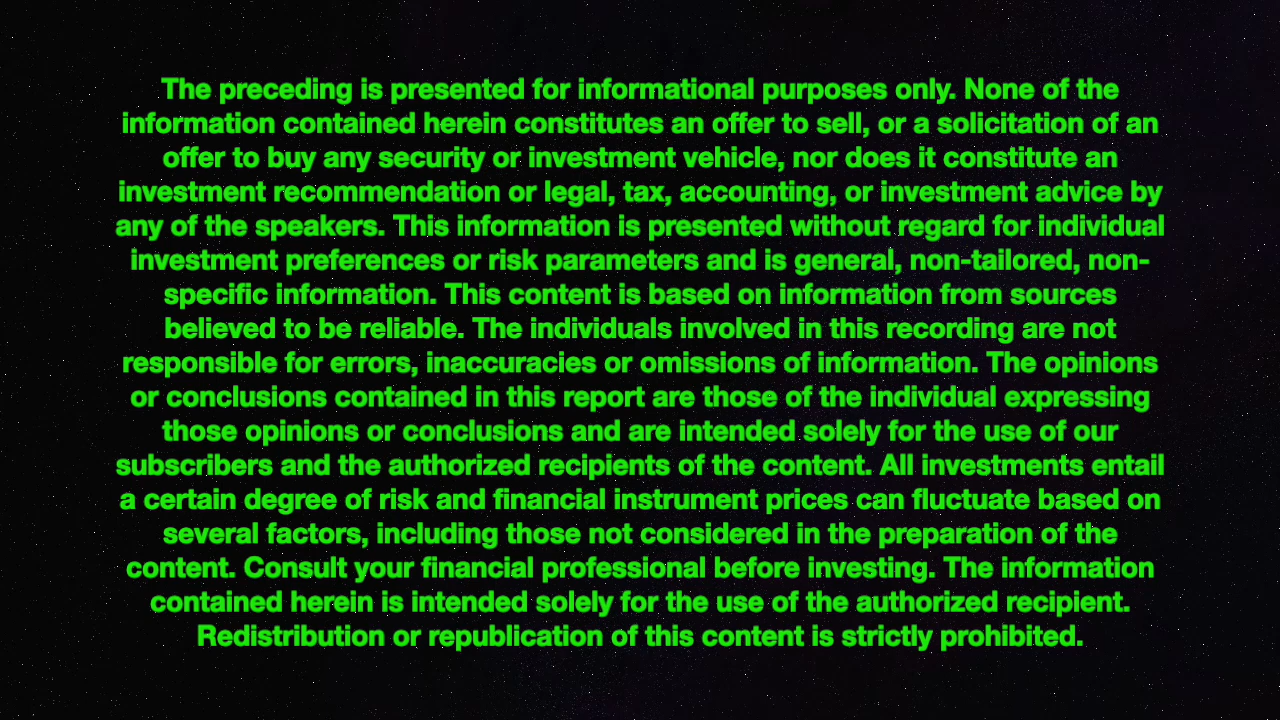 The preceding is presented for informational purposes only. None of the
information contained herein constitutes an offer to sell, or a solicitation of an
offer to buy any security or investment vehicle, nor does it constitute an
investment recommendation or legal, tax, accounting, or investment advice by
any of the speakers. This information is presented without regard for individual
investment preferences or risk parameters and is general, non-tailored, non-
specific information. This content is based on information from sources
believed to be reliable. The individuals involved in this recording are not
responsible for errors, inaccuracies or omissions of information. The opinions
or conclusions contained in this report are those of the individual expressing
those opinions or conclusions and are intended solely for the use of our
subscribers and the authorized recipients of the content. All investments entail
a certain degree of risk and financial instrument prices can fluctuate based on
several factors, including those not considered in the preparation of the
content. Consult your financial professional before investing. The information
contained herein is intended solely for the use of the authorized recipient.
Redistribution or republication of this content is strictly prohibited.